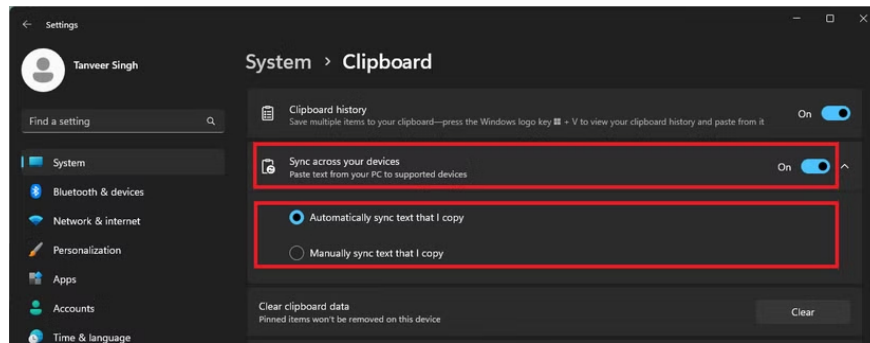 Settings
Tanveer Singh
Find a setting
System
Bluetooth & devices
Network & internet
Personalization
Apps
Accounts
Time & language
System > Clipboard
Clipboard history
Save multiple items to your clipboard—press the Windows logo key + V to view your clipboard history and paste from it
On
Sync across your devices
Paste text from your PC to supported devices
On
Automatically sync text that I copy
Manually sync text that I copy
Clear clipboard data
Pinned items won't be removed on this device
Clear